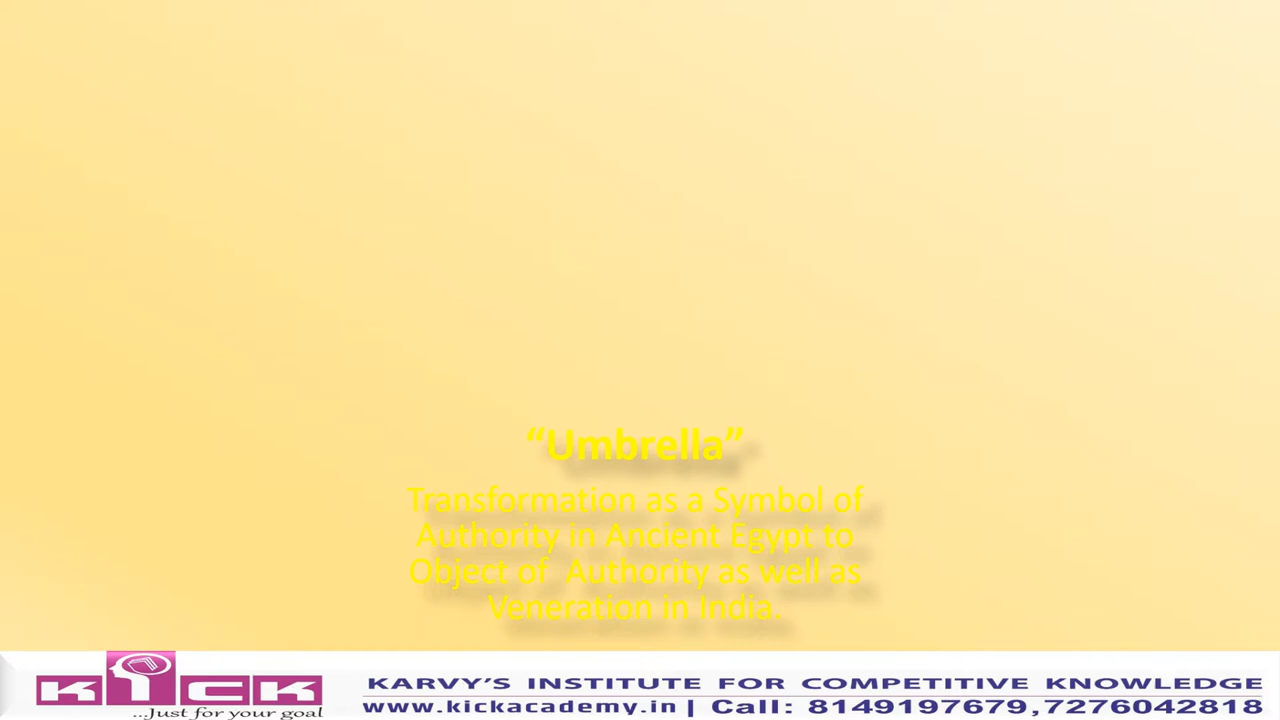 “Umbrella”
Transformation as a Symbol of
Authority in Ancient Egypt to
Object of  Authority as well as
Veneration in India.
KICK
...Just for your goal
KARVY'S INSTITUTE FOR COMPETITIVE KNOWLEDGE
www.kickacademy.in | Call: 8149197679,7276042818